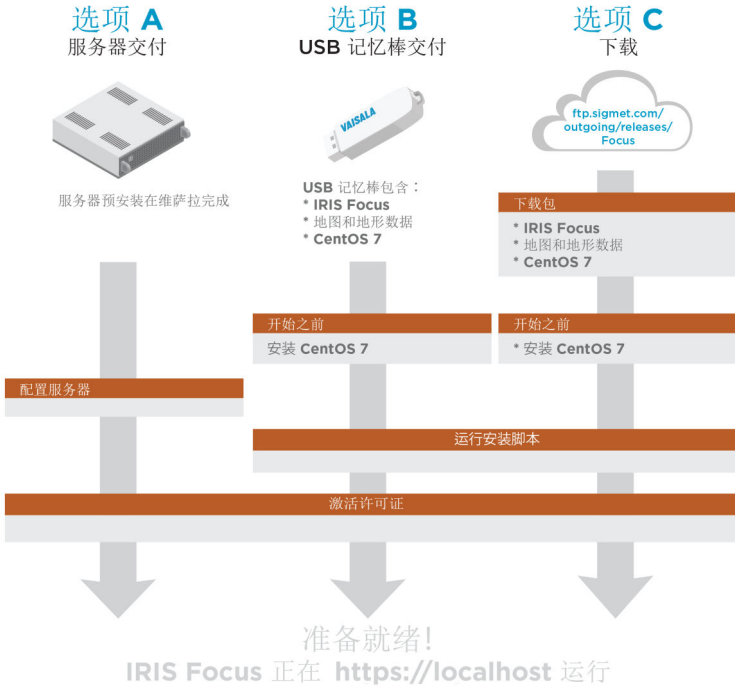 选项 A
服务器交付
服务器预安装在维萨拉完成
选项 B
USB 记忆棒交付
VAISALA
USB 记忆棒包含：
* IRIS Focus
* 地图和地形数据
* CentOS 7
选项 C
下载
ftp.sigmet.com/
outgoing/releases/
Focus
下载包
* IRIS Focus
* 地图和地形数据
* CentOS 7
开始之前
安装 CentOS 7
开始之前
* 安装 CentOS 7
配置服务器
运行安装脚本
激活许可证
准备就绪!
IRIS Focus 正在 https://localhost 运行